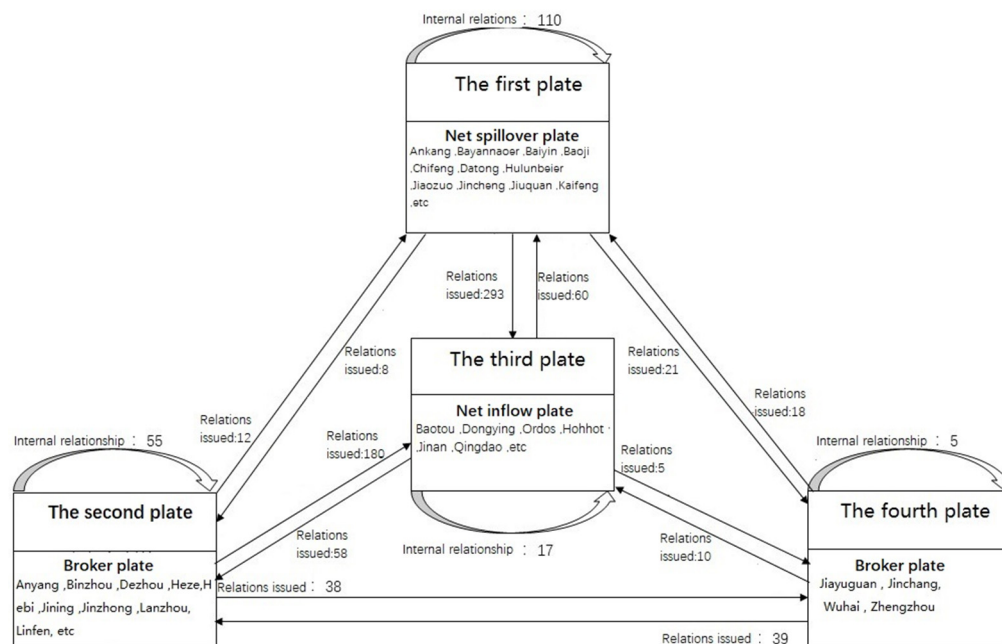 Internal relations： 110
The first plate
Net spillover plate
Ankang ,Bayannaoer ,Baiyin ,Baoji
,Chifeng ,Datong ,Hulunbeier
,Jiaozuo ,Jincheng ,Jiuquan ,Kaifeng
,etc
Relations
issued:293
Relations
issued:60
Relations
issued:8
Relations
issued:21
The third plate
Net inflow plate
Baotou ,Dongying ,Ordos ,Hohhot ·
,Jinan ,Qingdao ,etc
Relations
issued:12
Relations
issued:18
Relations
issued:180
Relations
issued:5
Internal relationship： 55
Internal relationship： 5
The second plate
Broker plate
Anyang ,Binzhou ,Dezhou ,Heze,H
ebi ,Jining ,Jinzhong ,Lanzhou,
Linfen, etc
Relations
issued:58
Internal relationship： 17
Relations
issued:10
The fourth plate
Broker plate
Jiayuguan , Jinchang,
Wuhai , Zhengzhou
Relations issued： 38
Relations issued：39